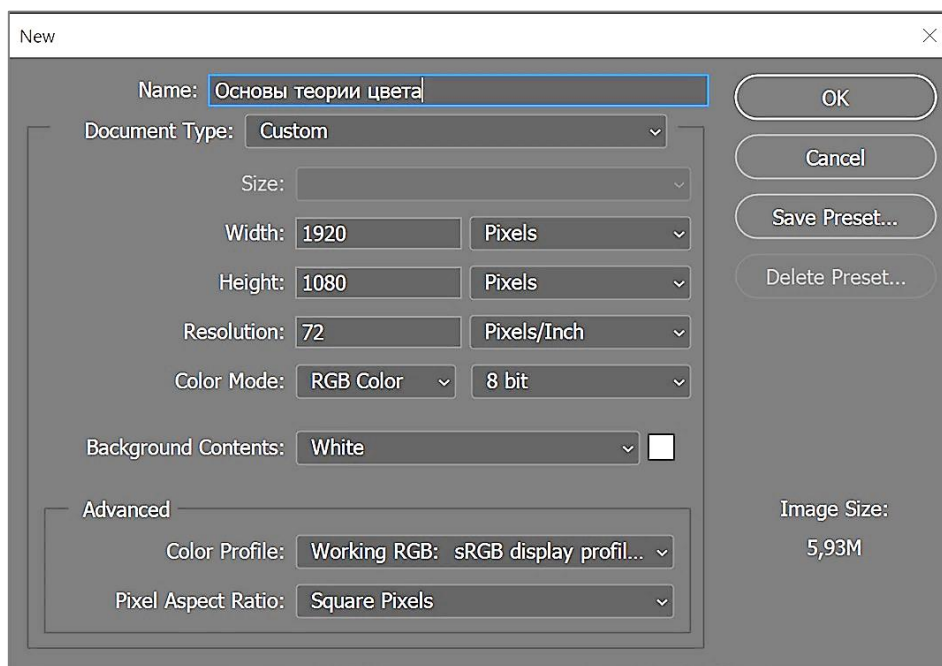 New
Name: Основы теории цвета
OK
Document Type: Custom
Cancel
Size:
Save Preset...
Width: 1920 Pixels
Height: 1080 Pixels
Delete Preset...
Resolution: 72 Pixels/Inch
Color Mode: RGB Color 8 bit
Background Contents: White
Advanced
Image Size:
Color Profile: Working RGB: sRGB display profil...
5,93M
Pixel Aspect Ratio: Square Pixels